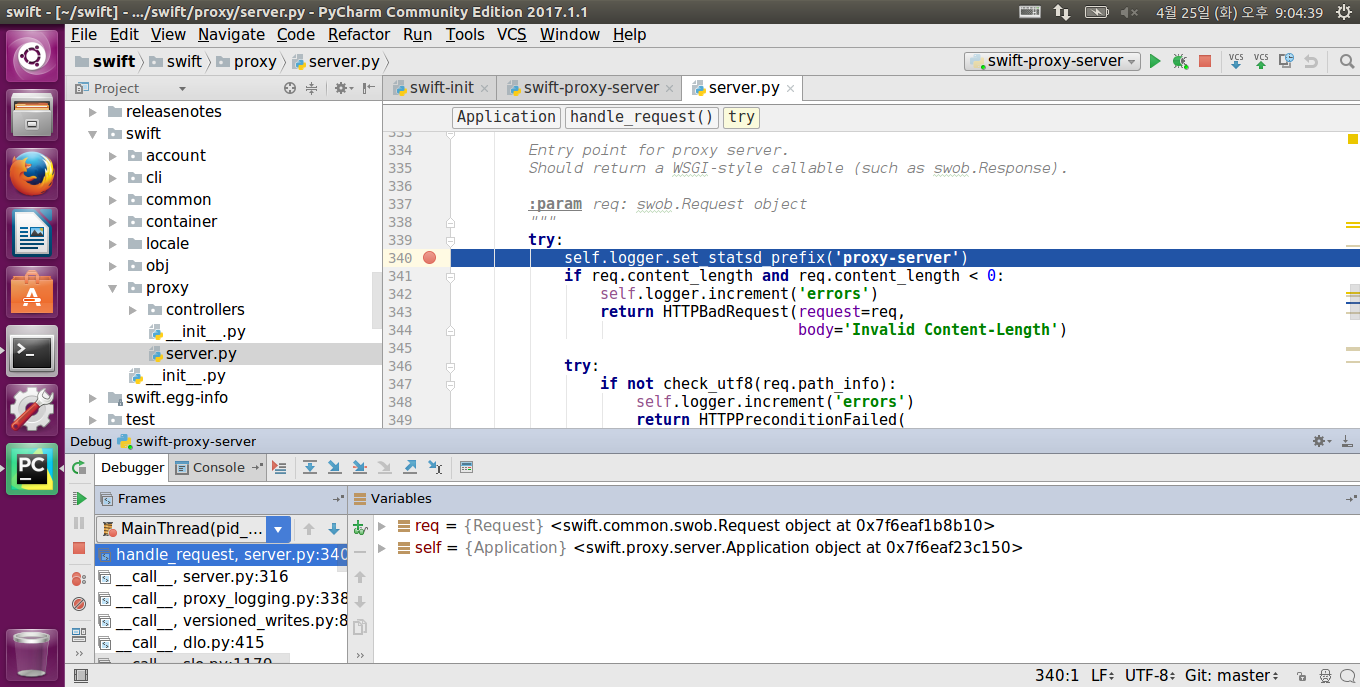 swift - [~/swift] - .../swift/proxy/server.py - PyCharm Community Edition 2017.1.1
4월 25일 (화) 오후 9:04:39
File Edit View Navigate Code Refactor Run Tools VCS Window Help
swift swift proxy server.py
swift-proxy-server
VCS VCS
Project
swift-init swift-proxy-server server.py
Application handle_request() try
releasenotes
swift
account
cli
common
container
locale
obj
proxy
controllers
__init__.py
server.py
__init__.py
swift.egg-info
test
333
334 Entry point for proxy server.
335 Should return a WSGI-style callable (such as swob.Response).
336
337 :param req: swob.Request object
338 """
339 try:
340 self.logger.set_statsd_prefix('proxy-server')
341 if req.content_length and req.content_length < 0:
342 self.logger.increment('errors')
343 return HTTPBadRequest(request=req,
344 body='Invalid Content-Length')
345
346 try:
347 if not check_utf8(req.path_info):
348 self.logger.increment('errors')
349 return HTTPPreconditionFailed(
Debug swift-proxy-server
Debugger Console
Frames
Variables
MainThread(pid_...
handle_request, server.py:340
__call__, server.py:316
__call__, proxy_logging.py:338
__call__, versioned_writes.py:8
__call__, dlo.py:415
__call__, slo.py:1179
req = {Request} <swift.common.swob.Request object at 0x7f6eaf1b8b10>
self = {Application} <swift.proxy.server.Application object at 0x7f6eaf23c150>
PC
340:1 LF UTF-8 Git: master